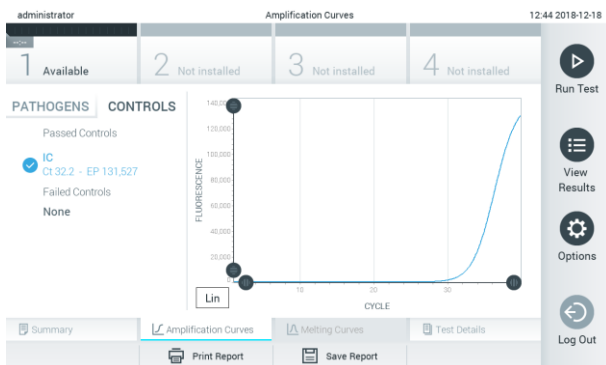 administrator
Amplification Curves
12:44 2018-12-18
1 Available
2 Not installed
3 Not installed
4 Not installed
Run Test
View
Results
Options
Log Out
PATHOGENS
CONTROLS
Passed Controls
IC
Ct 32.2 - EP 131,527
Failed Controls
None
FLUORESCENCE
140,000
120,000
100,000
80,000
60,000
40,000
20,000
0
10
20
30
CYCLE
Lin
Summary
Amplification Curves
Melting Curves
Test Details
Print Report
Save Report